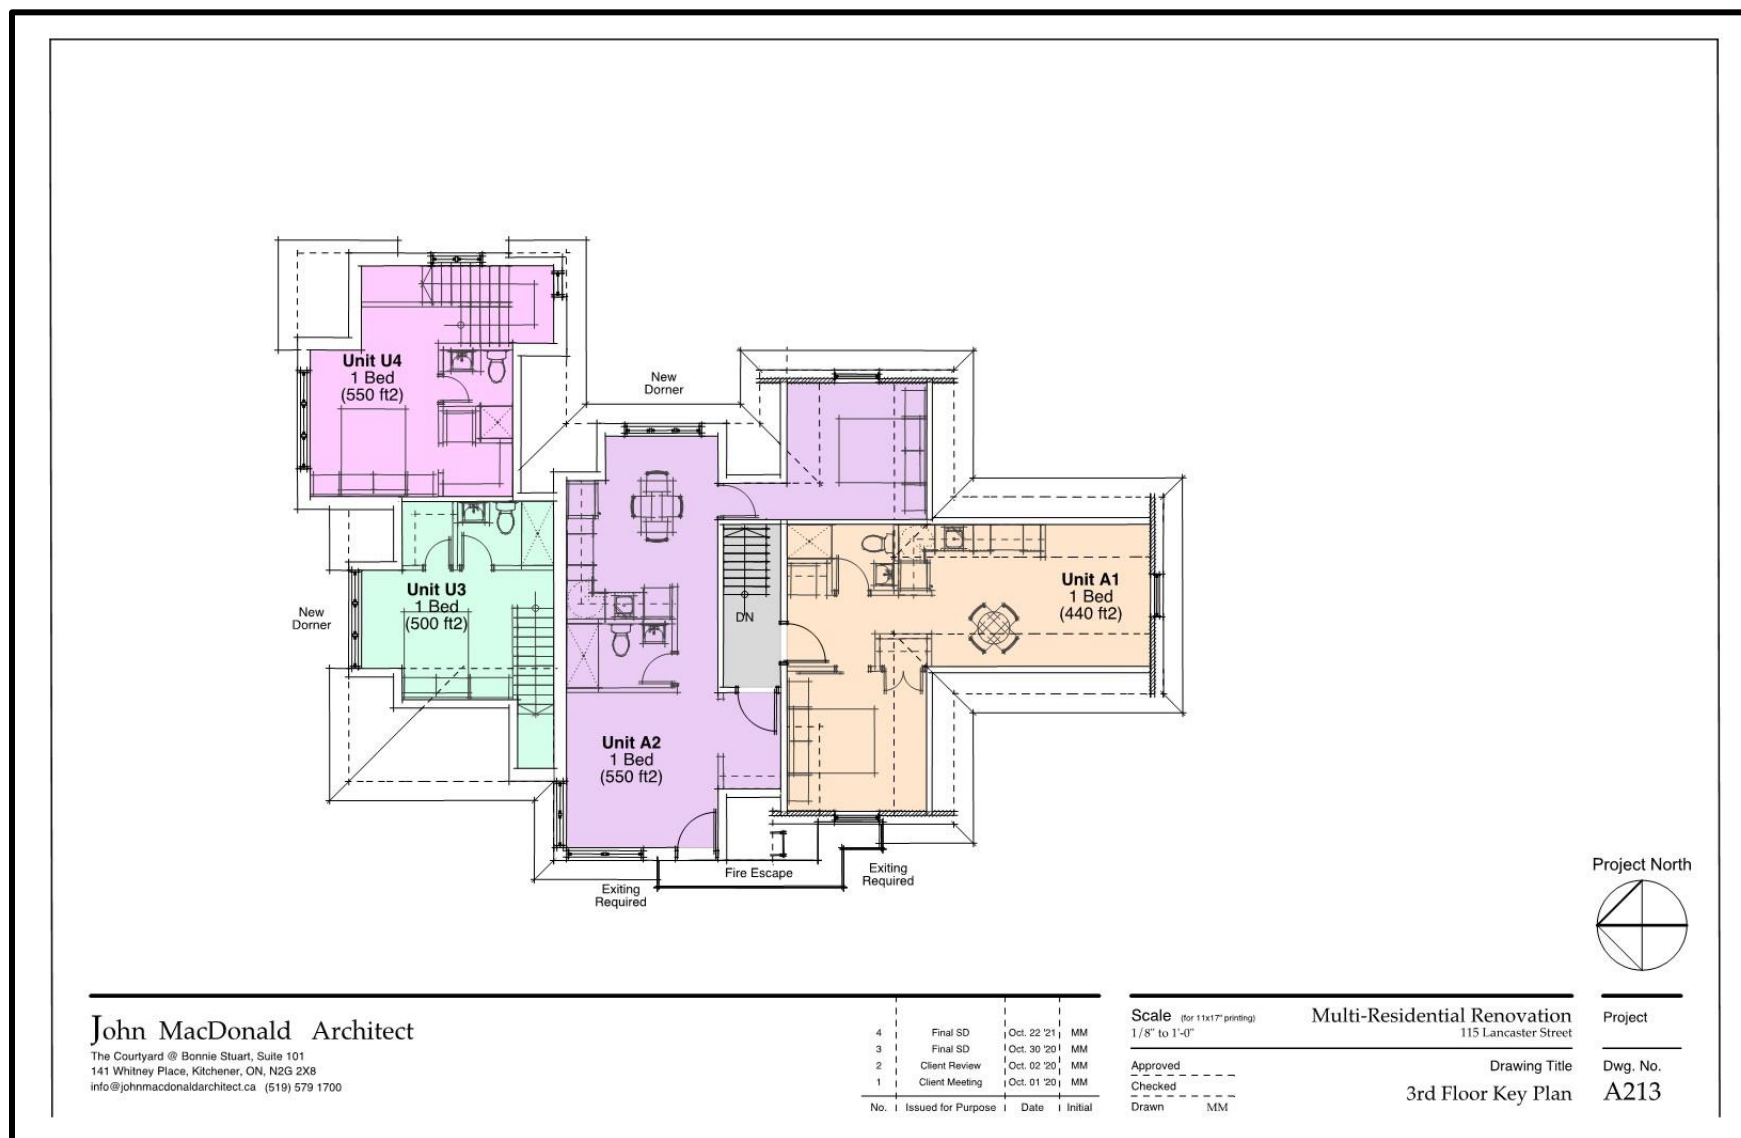 Unit U4
1 Bed
(550 ft2)
New
Dorner
Unit U3
1 Bed
(500 ft2)
New
Dorner
DN
Unit A1
1 Bed
(440 ft2)
Unit A2
1 Bed
(550 ft2)
Fire Escape
Exiting
Required
Exiting
Required
Project North
John MacDonald Architect
The Courtyard @ Bonnie Stuart, Suite 101
141 Whitney Place, Kitchener, ON, N2G 2X8
info@johnmacdonaldarchitect.ca (519) 579 1700
4 Final SD Oct. 22 '21 MM
3 Final SD Oct. 30 '20 MM
2 Client Review Oct. 02 '20 MM
1 Client Meeting Oct. 01 '20 MM
No. Issued for Purpose Date Initial
Scale (for 11x17" printing)
1/8" to 1'-0"
Approved
Checked
Drawn MM
Multi-Residential Renovation
115 Lancaster Street
Drawing Title
3rd Floor Key Plan
Project
Dwg. No.
A213